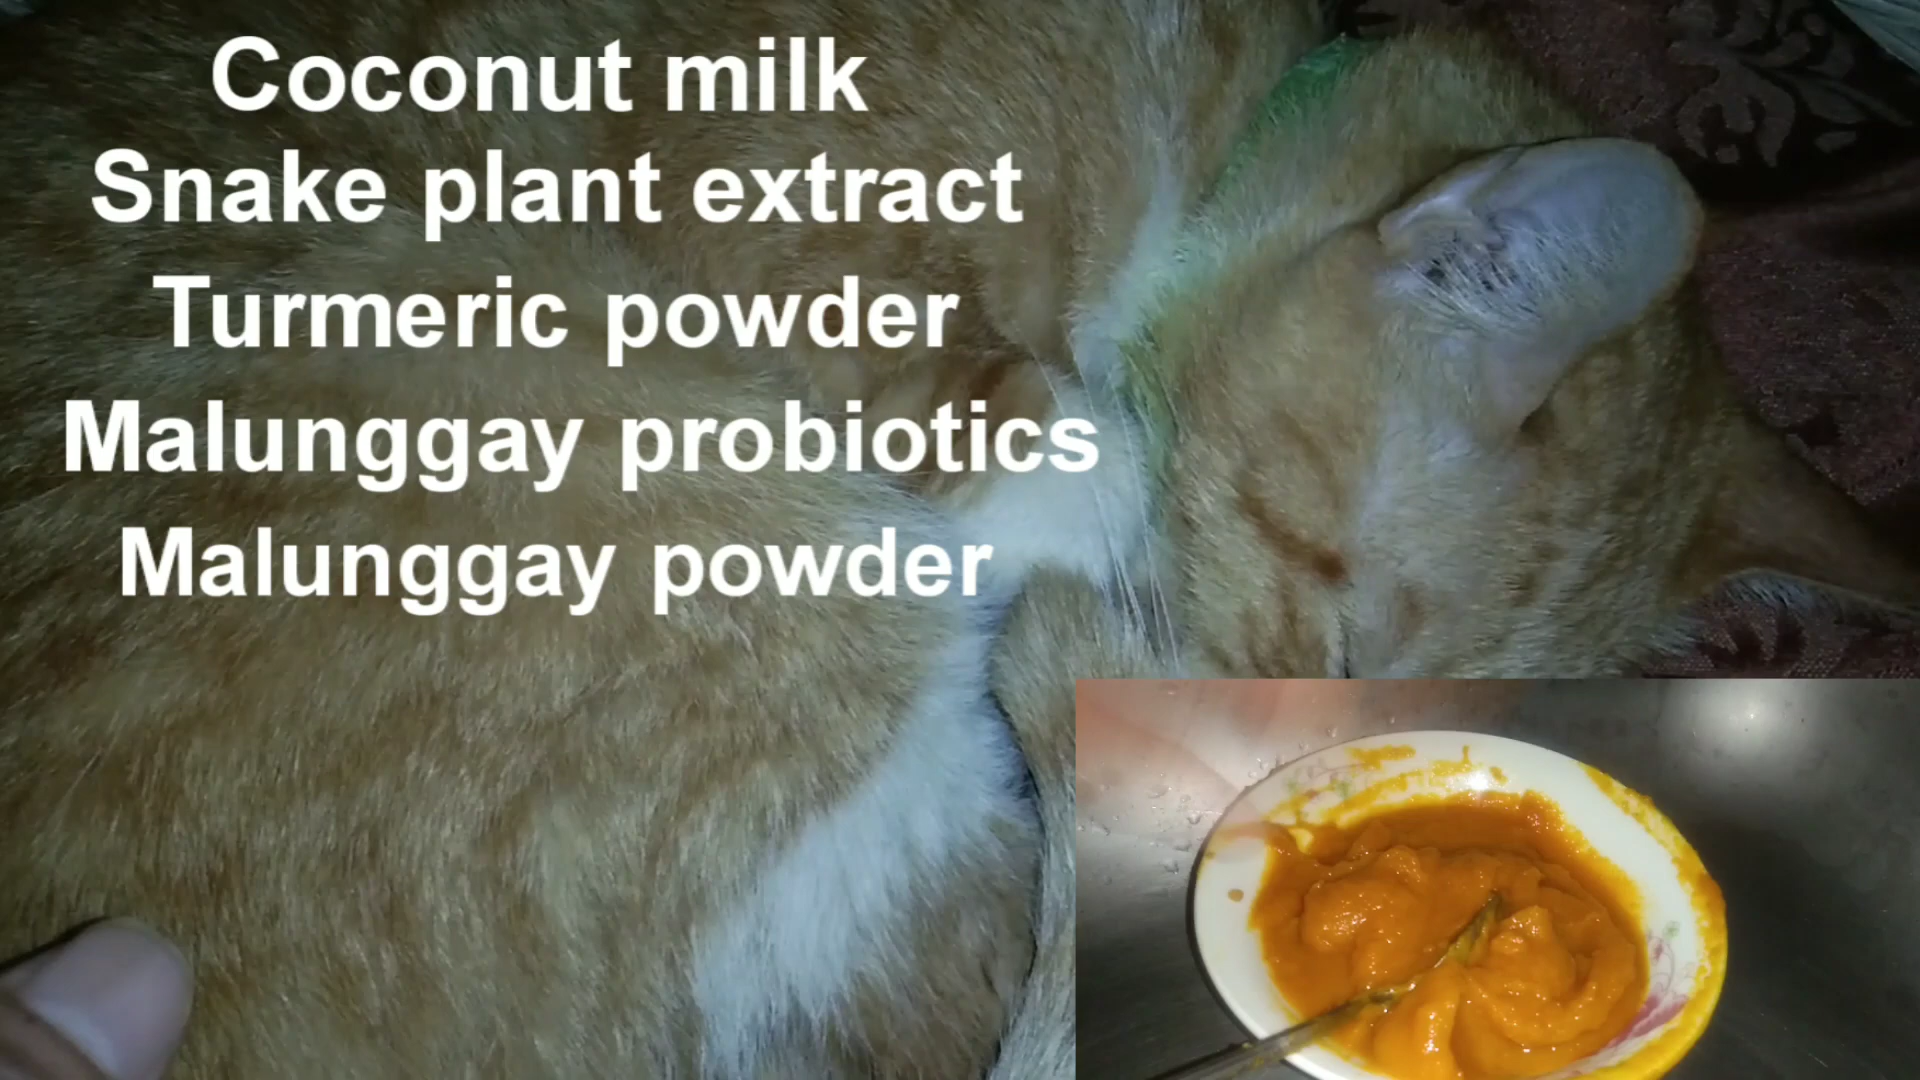 Coconut milk
Snake plant extract
Turmeric powder
Malunggay probiotics
Malunggay powder